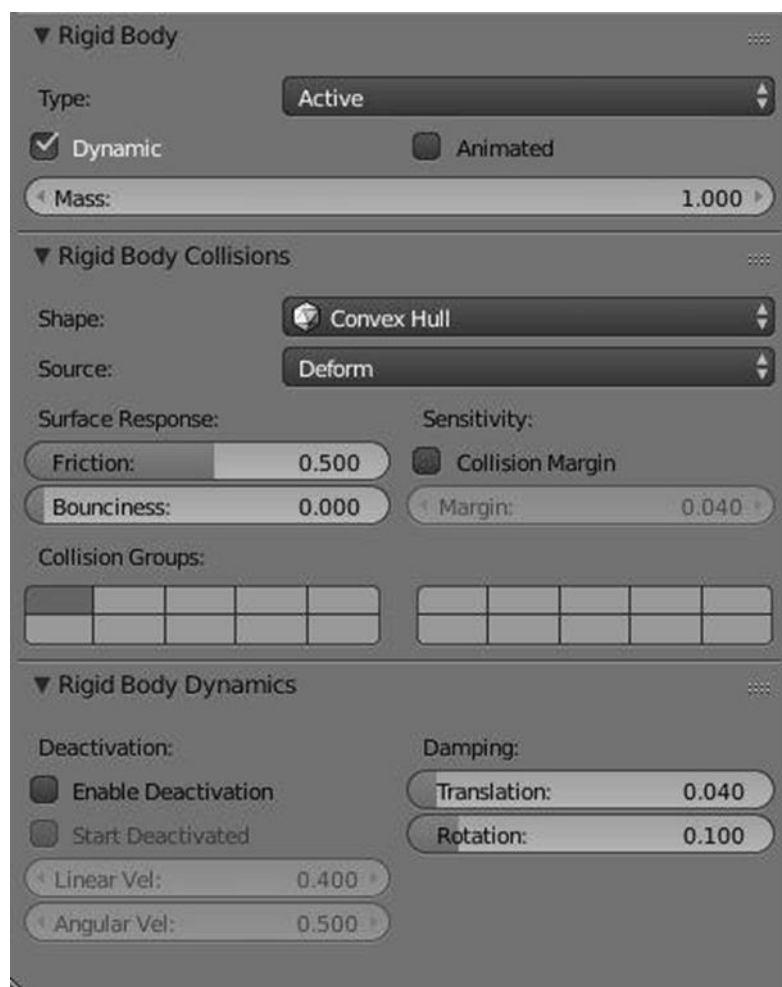 Rigid Body
Type: Active
Dynamic Animated
Mass: 1.000
Rigid Body Collisions
Shape: Convex Hull
Source: Deform
Surface Response: Sensitivity:
Friction: 0.500 Collision Margin
Bounciness: 0.000 Margin: 0.040
Collision Groups:
Rigid Body Dynamics
Deactivation: Damping:
Enable Deactivation Translation: 0.040
Start Deactivated Rotation: 0.100
Linear Vel: 0.400
Angular Vel: 0.500